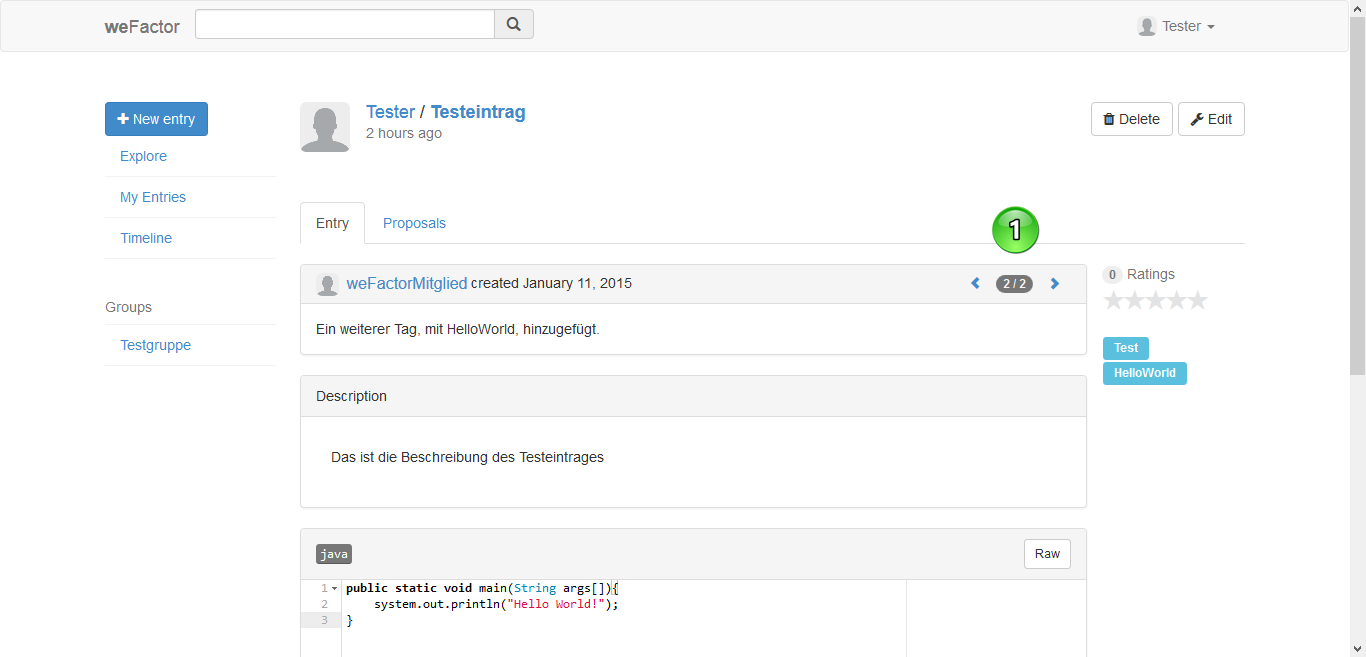 weFactor
Tester
New entry
Explore
My Entries
Timeline
Groups
Testgruppe
Tester / Testeintrag
2 hours ago
Delete
Edit
Entry
Proposals
1
weFactorMitglied created January 11, 2015
2 / 2
Ein weiterer Tag, mit HelloWorld, hinzugefügt.
0 Ratings
Test
HelloWorld
Description
Das ist die Beschreibung des Testeintrages
java
Raw
1 public static void main(String args[]){
2 system.out.println("Hello World!");
3 }